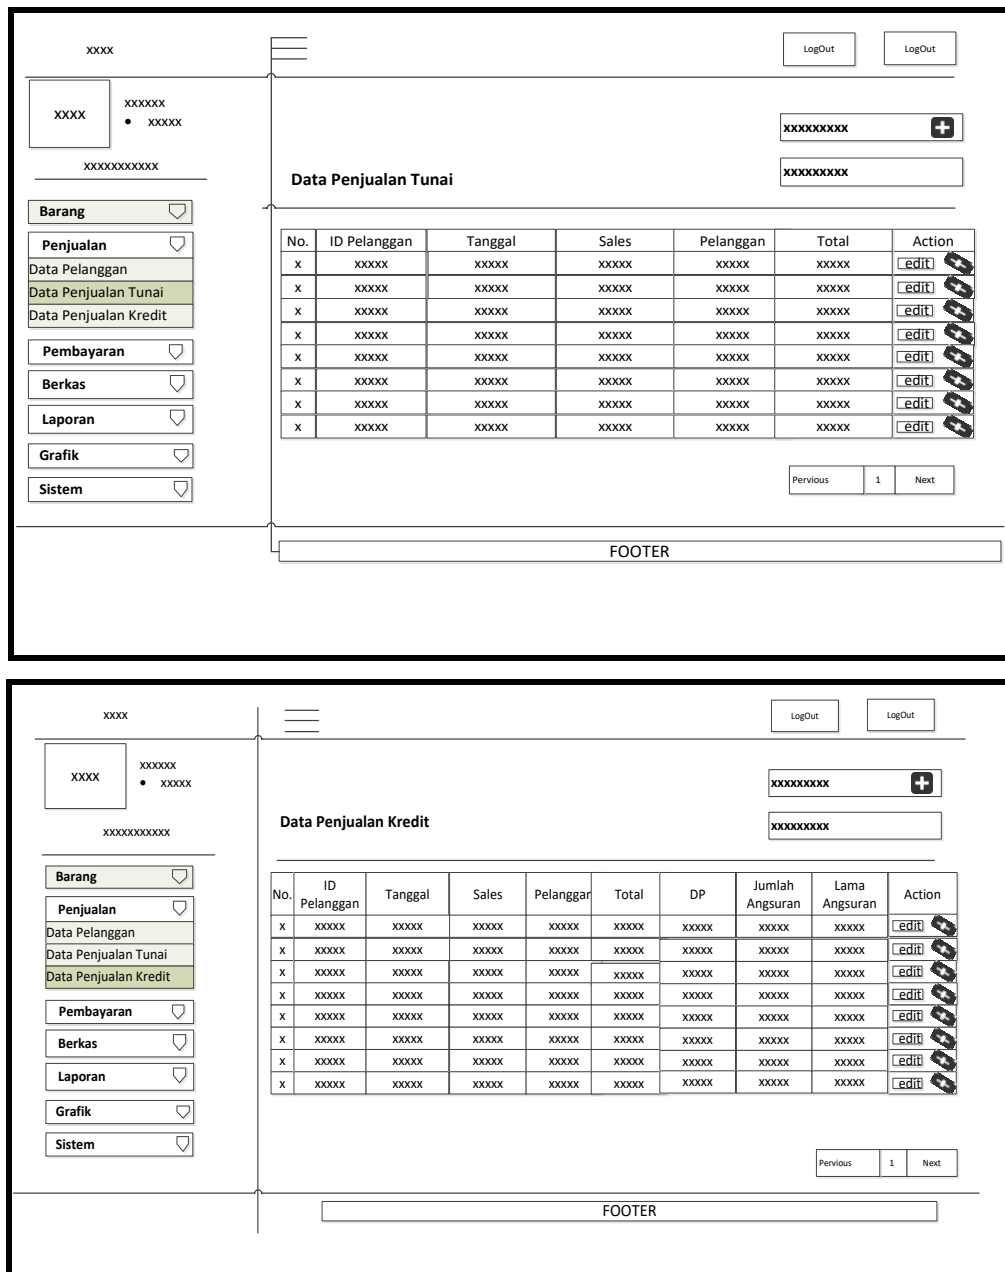 xxxx
LogOut LogOut
xxxx
xxxxxx
• xxxxx
xxxxxxxxx
xxxxxxxxxxx
xxxxxxxxx
Data Penjualan Tunai
Barang
Penjualan
Data Pelanggan
Data Penjualan Tunai
Data Penjualan Kredit
Pembayaran
Berkas
Laporan
Grafik
Sistem
No. ID Pelanggan Tanggal Sales Pelanggan Total Action
x xxxxx xxxxx xxxxx xxxxx xxxxx edit
x xxxxx xxxxx xxxxx xxxxx xxxxx edit
x xxxxx xxxxx xxxxx xxxxx xxxxx edit
x xxxxx xxxxx xxxxx xxxxx xxxxx edit
x xxxxx xxxxx xxxxx xxxxx xxxxx edit
x xxxxx xxxxx xxxxx xxxxx xxxxx edit
x xxxxx xxxxx xxxxx xxxxx xxxxx edit
x xxxxx xxxxx xxxxx xxxxx xxxxx edit
Pervious 1 Next
FOOTER
xxxx
LogOut LogOut
xxxx
xxxxxx
• xxxxx
xxxxxxxxx
xxxxxxxxxxx
xxxxxxxxx
Data Penjualan Kredit
Barang
Penjualan
Data Pelanggan
Data Penjualan Tunai
Data Penjualan Kredit
Pembayaran
Berkas
Laporan
Grafik
Sistem
No. ID Pelanggan Tanggal Sales Pelanggan Total DP Jumlah Angsuran Lama Angsuran Action
x xxxxx xxxxx xxxxx xxxxx xxxxx xxxxx xxxxx xxxxx edit
x xxxxx xxxxx xxxxx xxxxx xxxxx xxxxx xxxxx xxxxx edit
x xxxxx xxxxx xxxxx xxxxx xxxxx xxxxx xxxxx xxxxx edit
x xxxxx xxxxx xxxxx xxxxx xxxxx xxxxx xxxxx xxxxx edit
x xxxxx xxxxx xxxxx xxxxx xxxxx xxxxx xxxxx xxxxx edit
x xxxxx xxxxx xxxxx xxxxx xxxxx xxxxx xxxxx xxxxx edit
x xxxxx xxxxx xxxxx xxxxx xxxxx xxxxx xxxxx xxxxx edit
x xxxxx xxxxx xxxxx xxxxx xxxxx xxxxx xxxxx xxxxx edit
Pervious 1 Next
FOOTER